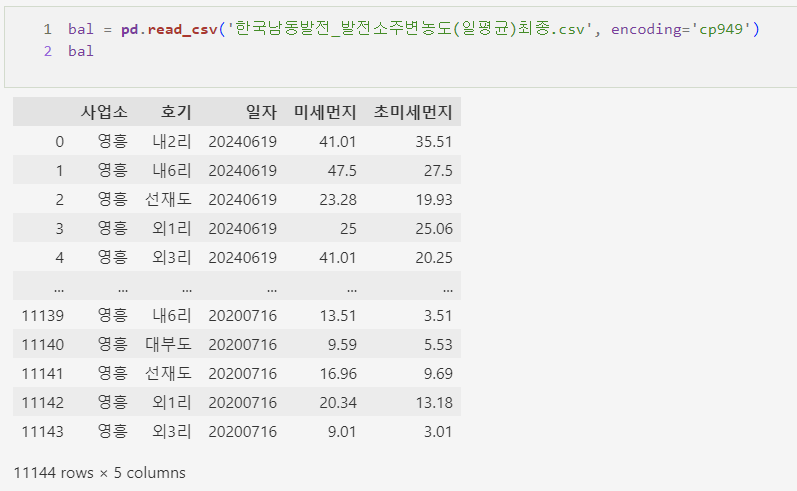 1 bal = pd.read_csv('한국남동발전_발전소주변농도(일평균)최종.csv', encoding='cp949')
2 bal
사업소 호기 일자 미세먼지 초미세먼지
0 영흥 내2리 20240619 41.01 35.51
1 영흥 내6리 20240619 47.5 27.5
2 영흥 선재도 20240619 23.28 19.93
3 영흥 외1리 20240619 25 25.06
4 영흥 외3리 20240619 41.01 20.25
... ... ... ... ... ...
11139 영흥 내6리 20200716 13.51 3.51
11140 영흥 대부도 20200716 9.59 5.53
11141 영흥 선재도 20200716 16.96 9.69
11142 영흥 외1리 20200716 20.34 13.18
11143 영흥 외3리 20200716 9.01 3.01
11144 rows × 5 columns